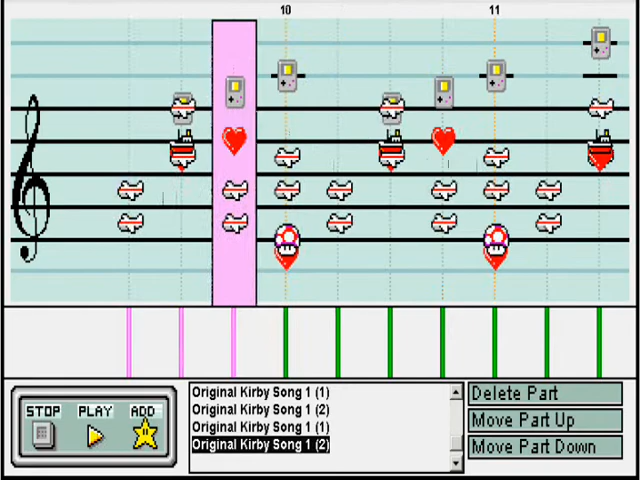 10 11
Original Kirby Song 1 (1)
Original Kirby Song 1 (2)
Original Kirby Song 1 (1)
Original Kirby Song 1 (2)
STOP PLAY ADD
Delete Part
Move Part Up
Move Part Down